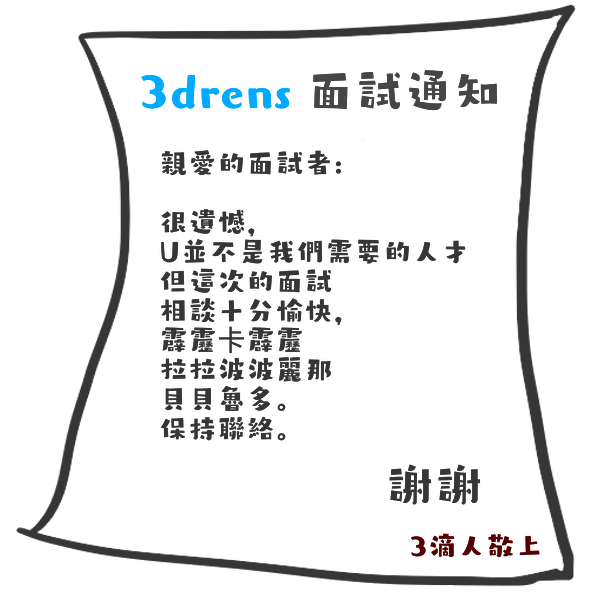 3drens 面試通知
親愛的面試者:
很遺憾,
U並不是我們需要的人才
但這次的面試
相談十分愉快,
霹靂卡霹靂
拉拉波波麗那
貝貝魯多。
保持聯絡。
謝謝
3滴人敬上